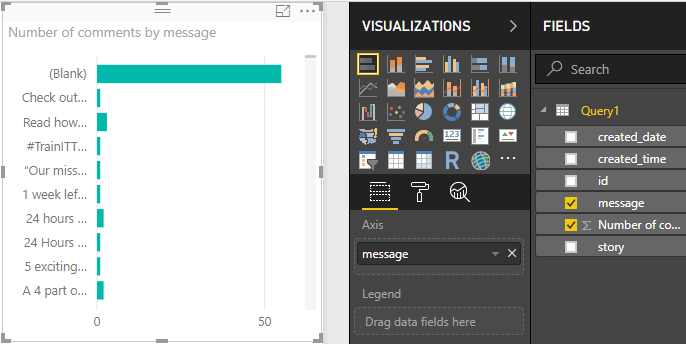 Number of comments by message
(Blank)
Check out...
Read how...
#TrainITT...
"Our miss...
1 week lef...
24 hours ...
24 Hours ...
5 exciting...
A 4 part o...
0
50
VISUALIZATIONS
123
R
Axis
message
Legend
Drag data fields here
FIELDS
Search
Query1
created_date
created_time
id
message
Σ Number of co...
story